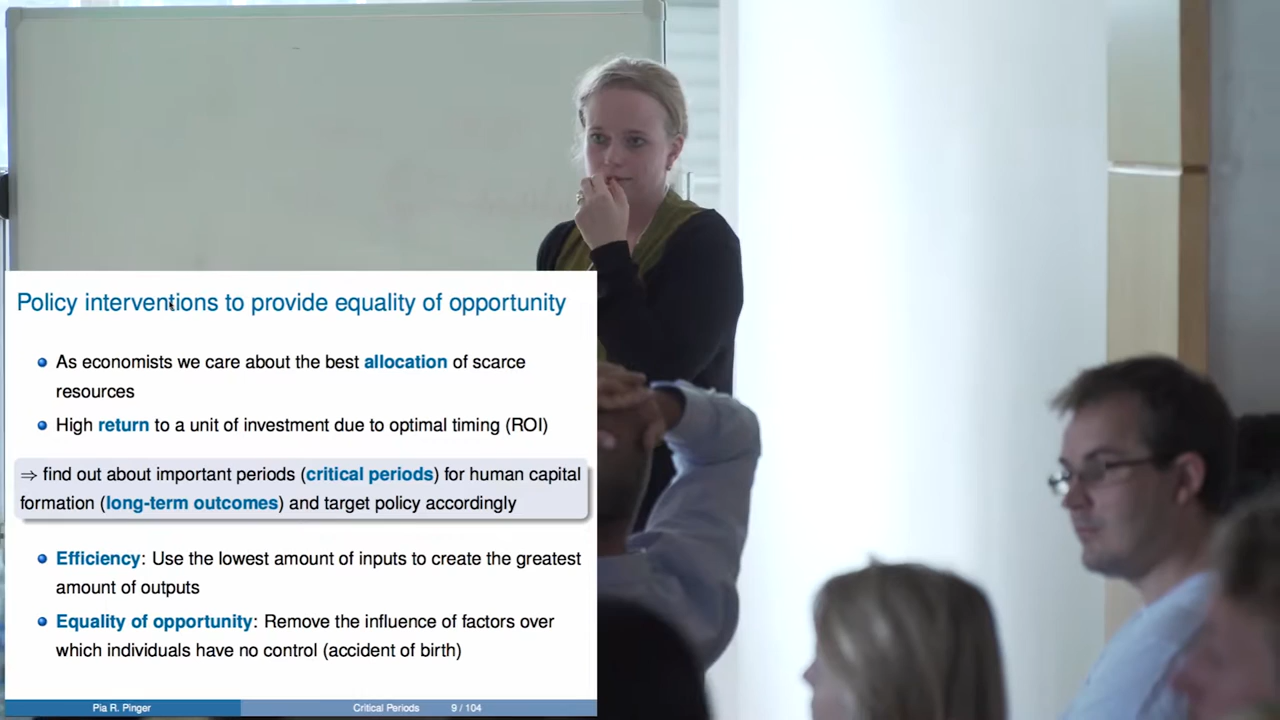 Policy interventions to provide equality of opportunity
As economists we care about the best allocation of scarce
resources
High return to a unit of investment due to optimal timing (ROI)
⇒ find out about important periods (critical periods) for human capital
formation (long-term outcomes) and target policy accordingly
Efficiency: Use the lowest amount of inputs to create the greatest
amount of outputs
Equality of opportunity: Remove the influence of factors over
which individuals have no control (accident of birth)
Pia R. Pinger
Critical Periods
9 / 104